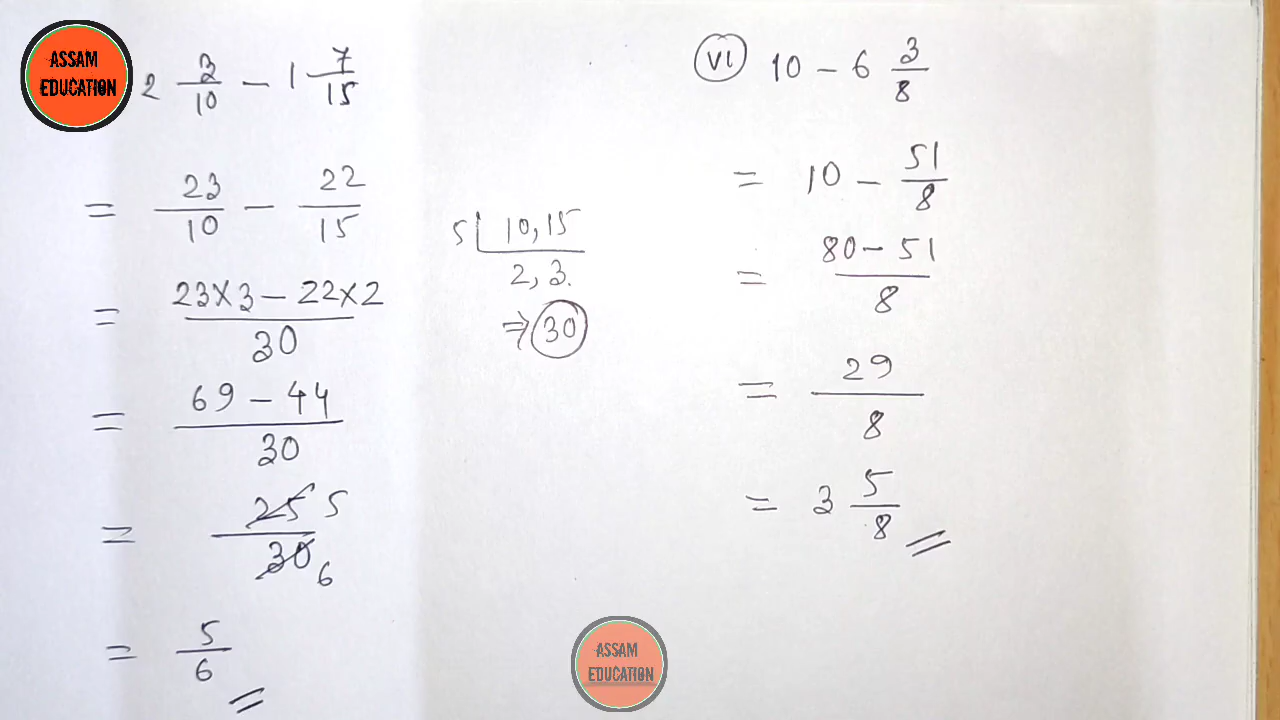 ASSAM
EDUCATION
2 3/10 - 1 7/15
= 23/10 - 22/15
= 23×3 - 22×2 / 30
= 69 - 44 / 30
= 25 5 / 30 6
= 5/6
5 | 10, 15
2, 3.
⇒ 30
VI 10 - 6 3/8
= 10 - 51/8
= 80 - 51 / 8
= 29/8
= 3 5/8
ASSAM
EDUCATION